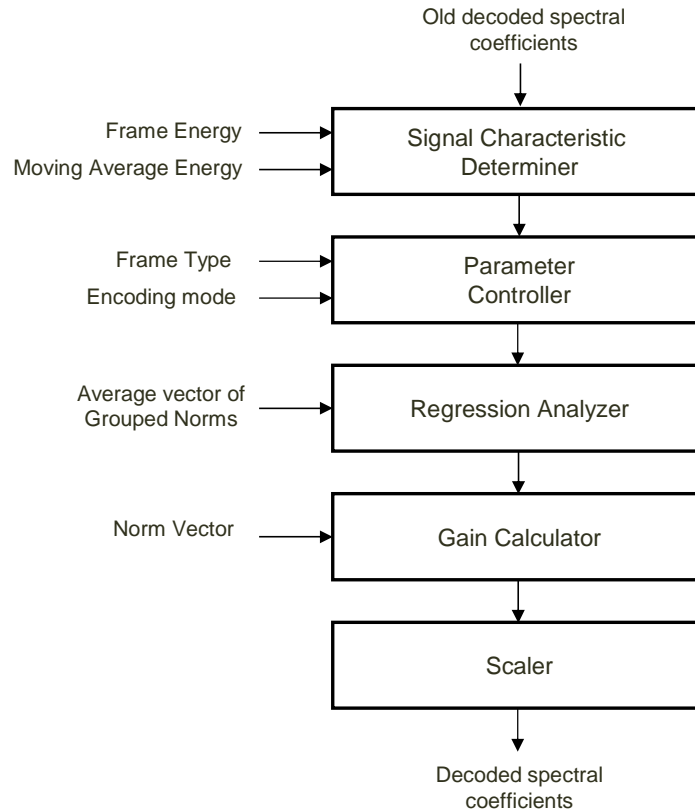 Old decoded spectral
coefficients
Frame Energy
Moving Average Energy
Signal Characteristic
Determiner
Frame Type
Encoding mode
Parameter
Controller
Average vector of
Grouped Norms
Regression Analyzer
Norm Vector
Gain Calculator
Scaler
Decoded spectral
coefficients